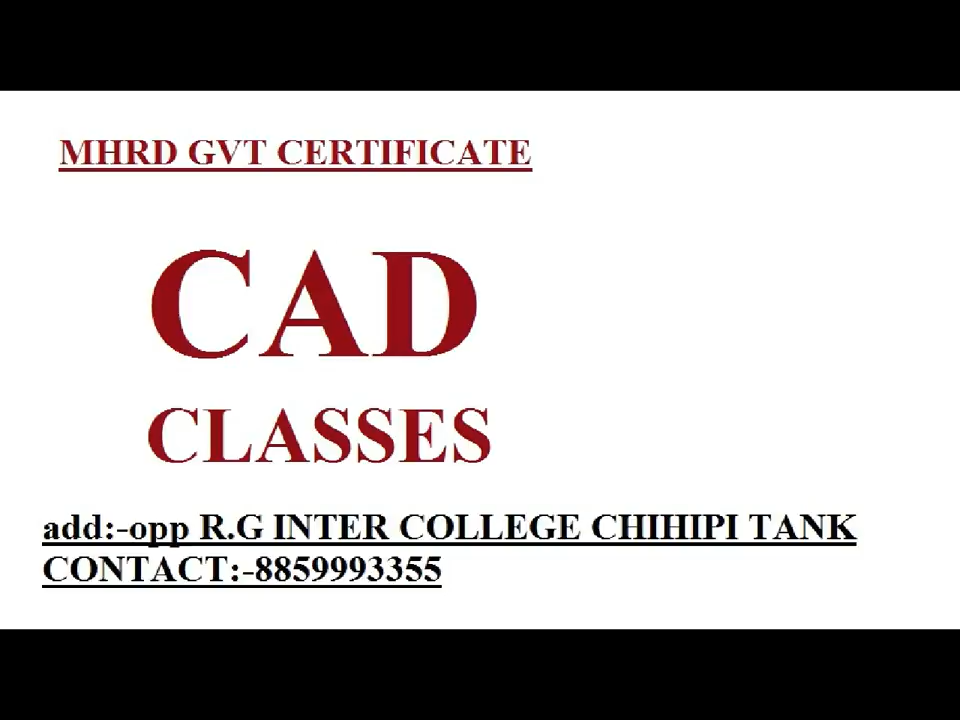 MHRD GVT CERTIFICATE
CAD
CLASSES
add:-opp R.G INTER COLLEGE CHIHIPI TANK
CONTACT:-8859993355